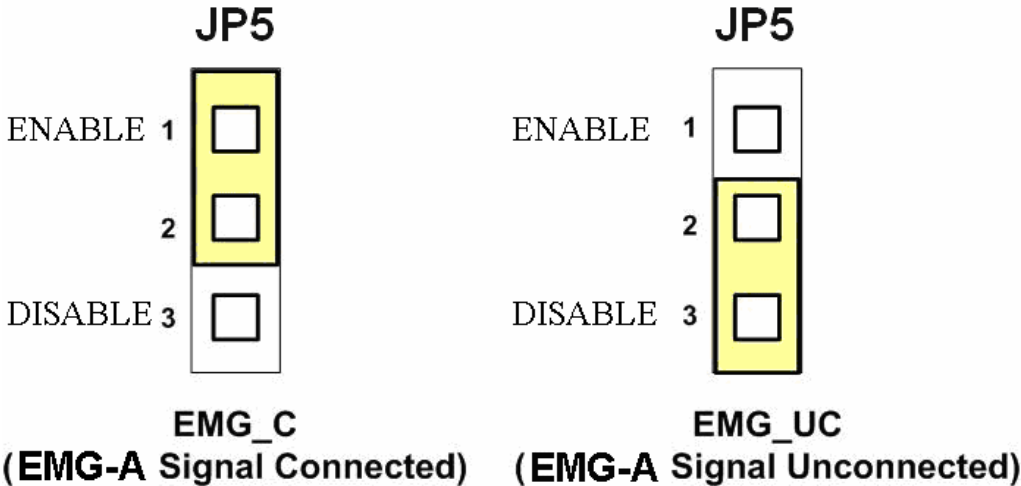 JP5
ENABLE 1
2
DISABLE 3
EMG_C
(EMG-A Signal Connected)
JP5
ENABLE 1
2
DISABLE 3
EMG_UC
(EMG-A Signal Unconnected)